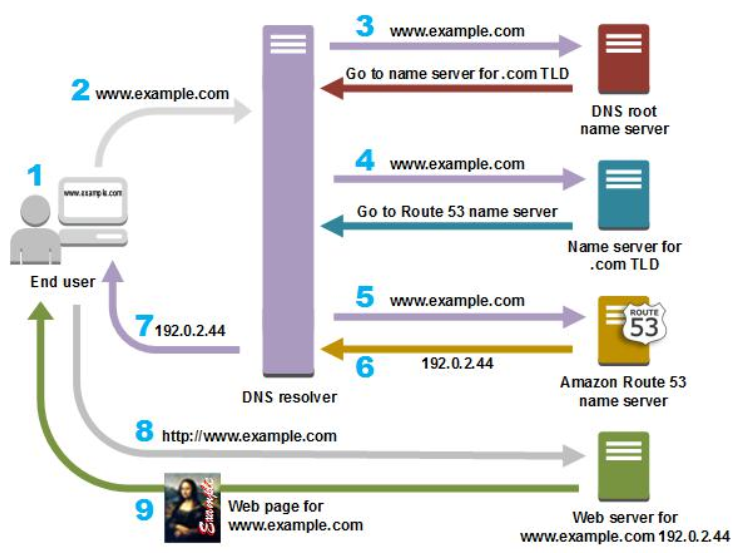 3 www.example.com
Go to name server for .com TLD
DNS root
name server
2 www.example.com
1
www.example.com
End user
4 www.example.com
Go to Route 53 name server
Name server for
.com TLD
5 www.example.com
ROUTE
53
6 192.0.2.44
Amazon Route 53
name server
7 192.0.2.44
DNS resolver
8 http://www.example.com
9
Example
Web page for
www.example.com
Web server for
www.example.com 192.0.2.44